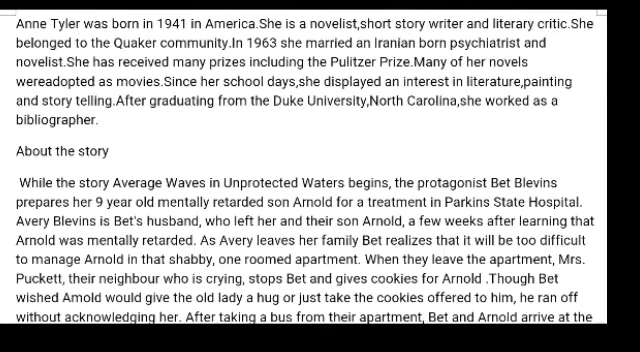 Anne Tyler was born in 1941 in America.She is a novelist,short story writer and literary critic.She
belonged to the Quaker community.In 1963 she married an Iranian born psychiatrist and
novelist.She has received many prizes including the Pulitzer Prize.Many of her novels
wereadopted as movies.Since her school days,she displayed an interest in literature,painting
and story telling.After graduating from the Duke University,North Carolina,she worked as a
bibliographer.
About the story
While the story Average Waves in Unprotected Waters begins, the protagonist Bet Blevins
prepares her 9 year old mentally retarded son Arnold for a treatment in Parkins State Hospital.
Avery Blevins is Bet's husband, who left her and their son Arnold, a few weeks after learning that
Arnold was mentally retarded. As Avery leaves her family Bet realizes that it will be too difficult
to manage Arnold in that shabby, one roomed apartment. When they leave the apartment, Mrs.
Puckett, their neighbour who is crying, stops Bet and gives cookies for Arnold .Though Bet
wished Amold would give the old lady a hug or just take the cookies offered to him, he ran off
without acknowledging her. After taking a bus from their apartment, Bet and Arnold arrive at the